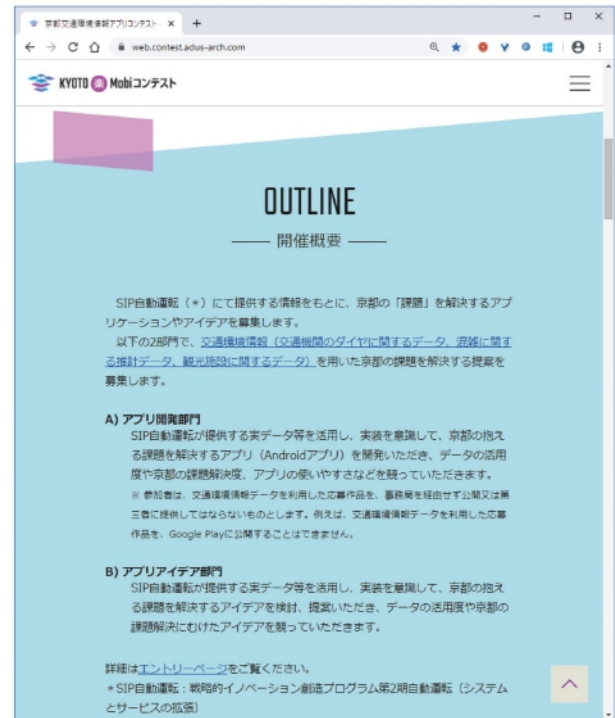 京都交通環境情報アプリコンテスト
web.contest.adus-arch.com
KYOTO 楽 Mobiコンテスト
OUTLINE
開催概要
SIP自動運転（＊）にて提供する情報をもとに、京都の「課題」を解決するアプ
リケーションやアイデアを募集します。
以下の2部門で、交通環境情報（交通機関のダイヤに関するデータ、混雑に関す
る推計データ、観光施設に関するデータ）を用いた京都の課題を解決する提案を
募集します。
A) アプリ開発部門
SIP自動運転が提供する実データ等を活用し、実装を意識して、京都の抱え
る課題を解決するアプリ（Androidアプリ）を開発いただき、データの活用
度や京都の課題解決度、アプリの使いやすさなどを競っていただきます。
※ 参加者は、交通環境情報データを利用した応募作品を、事務局を経由せず公開又は第
三者に提供してはならないものとします。例えば、交通環境情報データを利用した応募
作品を、Google Playに公開することはできません。
B) アプリアイデア部門
SIP自動運転が提供する実データ等を活用し、実装を意識して、京都の抱え
る課題を解決するアイデアを検討、提案いただき、データの活用度や京都の
課題解決にむけたアイデアを競っていただきます。
詳細はエントリーページをご覧ください。
＊SIP自動運転：戦略的イノベーション創造プログラム第2期自動運転（システム
とサービスの拡張）